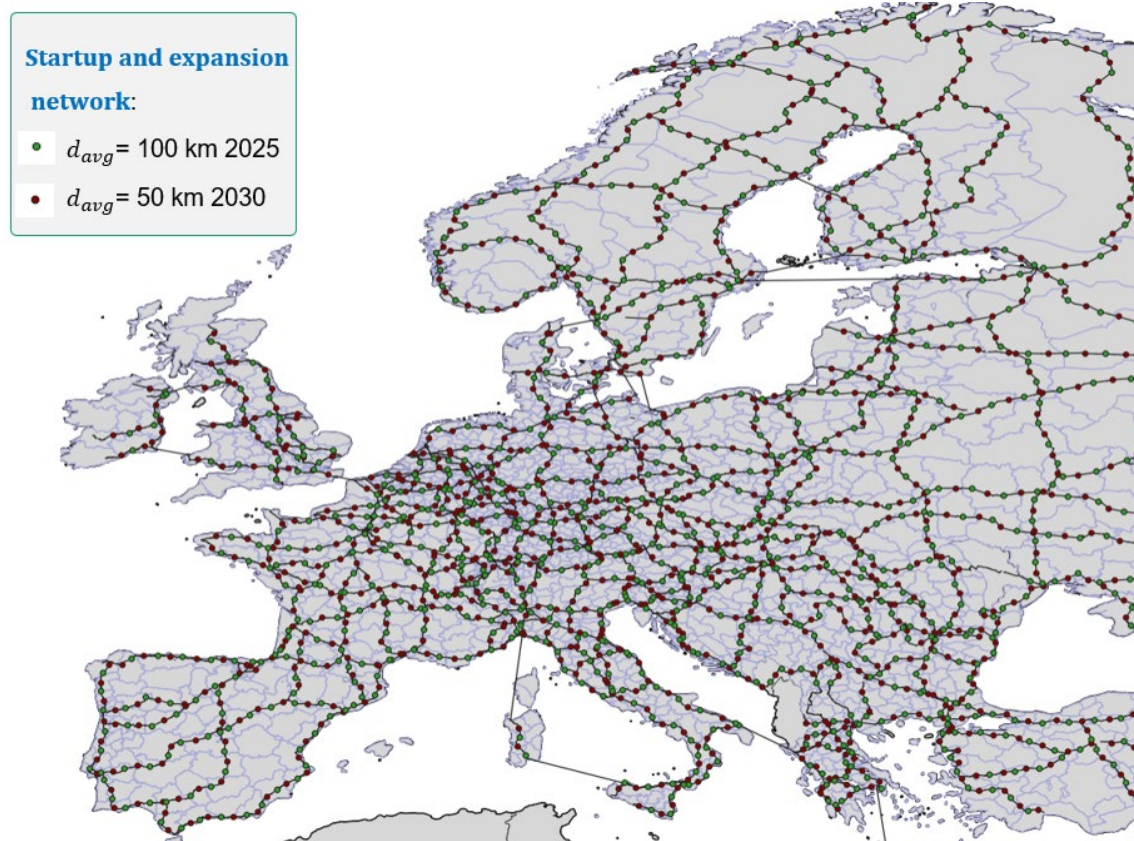 Startup and expansion
network:
d_avg= 100 km 2025
d_avg= 50 km 2030